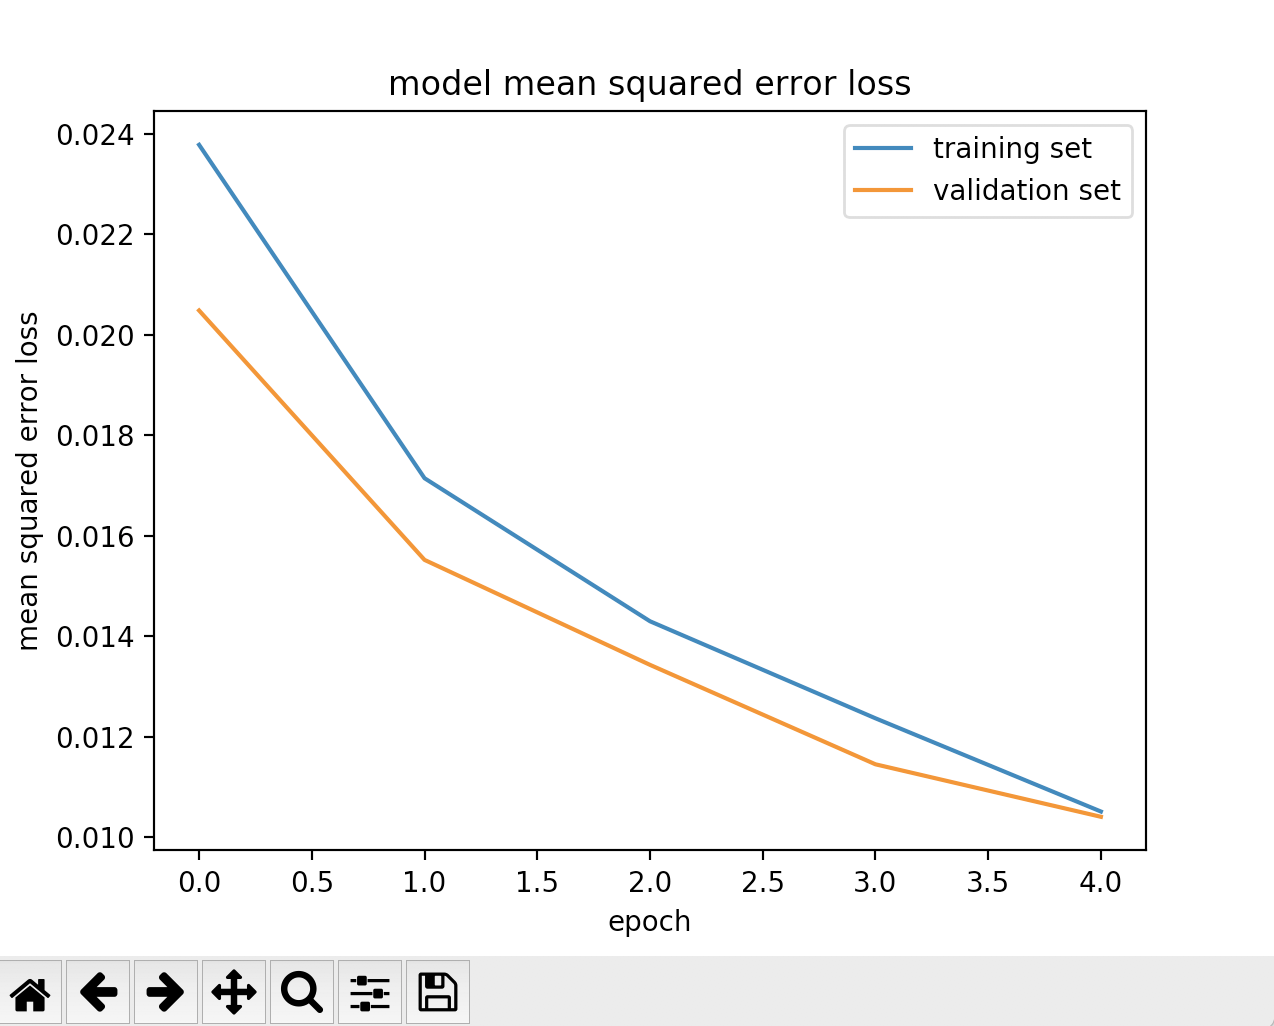 model mean squared error loss
training set
validation set
0.024
0.022
0.020
0.018
0.016
0.014
0.012
0.010
mean squared error loss
0.0 0.5 1.0 1.5 2.0 2.5 3.0 3.5 4.0
epoch